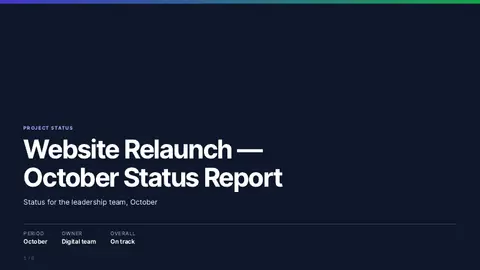 PROJECT STATUS
Website Relaunch —
October Status Report
Status for the leadership team, October
PERIOD OWNER OVERALL
October Digital team On track